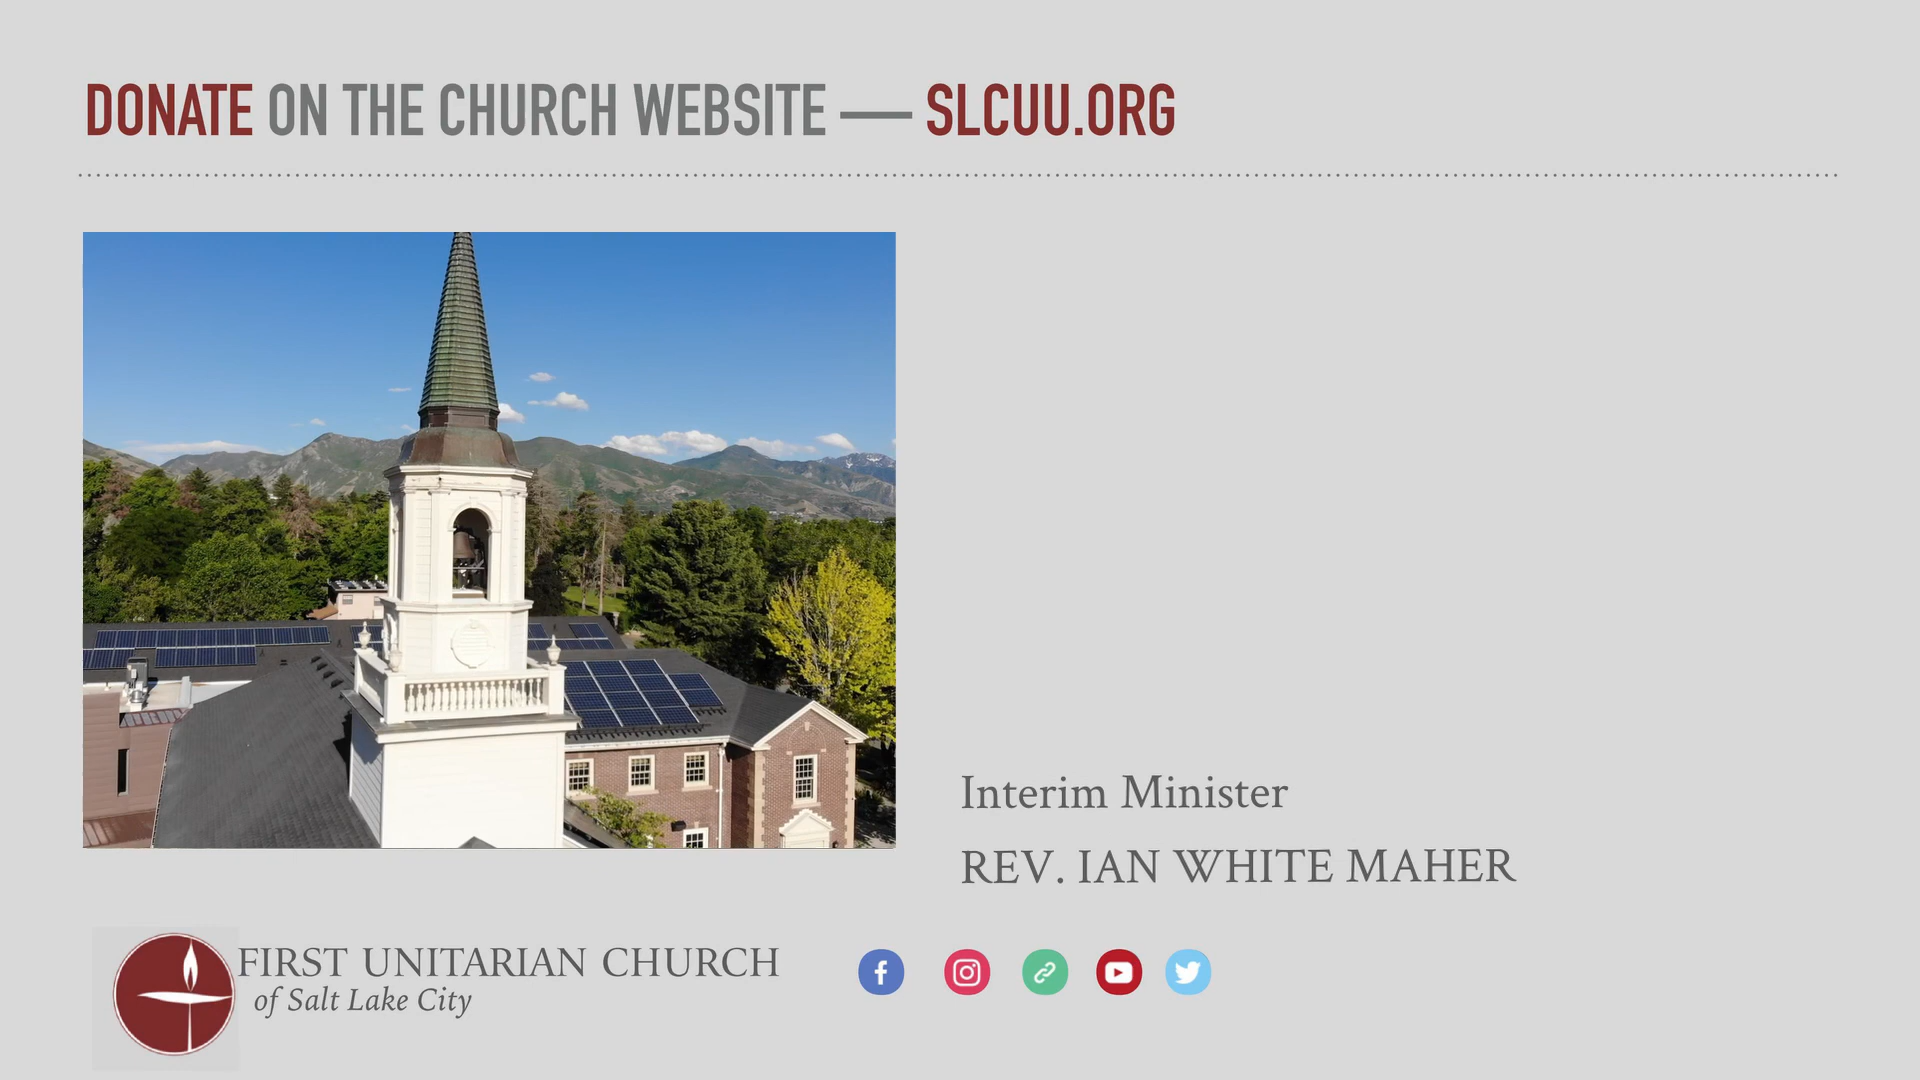 DONATE ON THE CHURCH WEBSITE — SLCUU.ORG
Interim Minister
REV. IAN WHITE MAHER
FIRST UNITARIAN CHURCH
of Salt Lake City